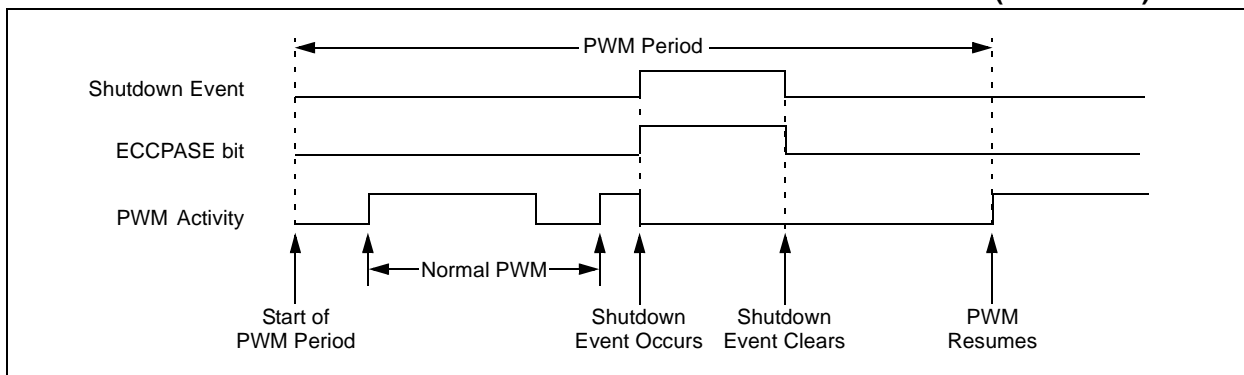 PWM Period
Shutdown Event
ECCPASE bit
PWM Activity
Normal PWM
Start of
PWM Period
Shutdown
Event Occurs
Shutdown
Event Clears
PWM
Resumes